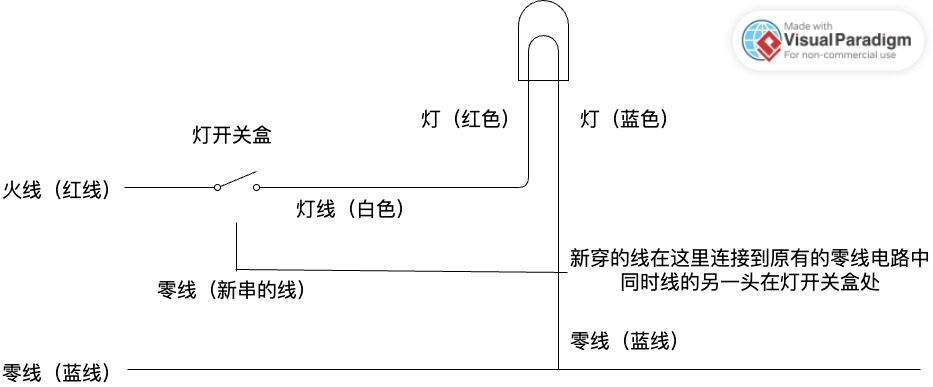 Made with
Visual Paradigm
For non-commercial use
灯（红色）
灯（蓝色）
灯开关盒
火线（红线）
灯线（白色）
新穿的线在这里连接到原有的零线电路中
同时线的另一头在灯开关盒处
零线（新串的线）
零线（蓝线）
零线（蓝线）